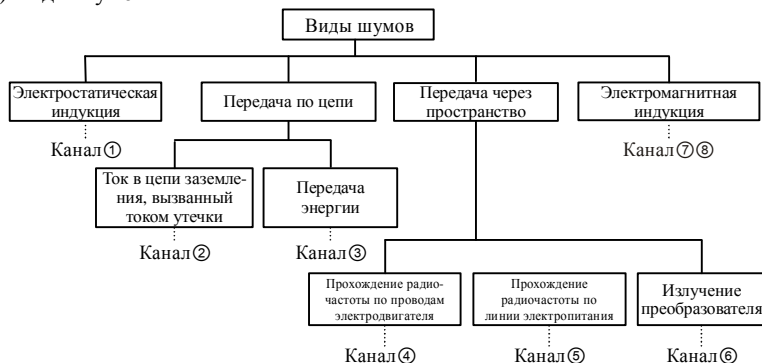 Виды шумов
Электростатическая
индукция
Передача по цепи
Передача через
пространство
Электромагнитная
индукция
Канал①
Канал⑦⑧
Ток в цепи заземле-
ния, вызванный
током утечки
Передача
энергии
Канал②
Канал③
Прохождение радио-
частоты по проводам
электродвигателя
Прохождение
радиочастоты по
линии электропитания
Излучение
преобразователя
Канал④
Канал⑤
Канал⑥